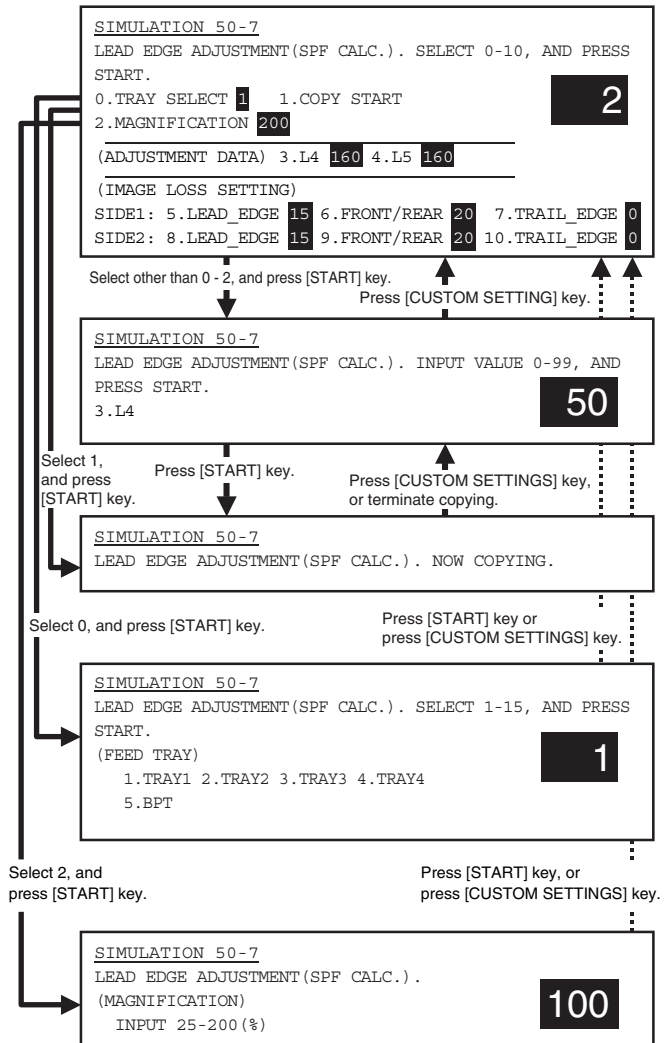 SIMULATION 50-7
LEAD EDGE ADJUSTMENT(SPF CALC.). SELECT 0-10, AND PRESS
START.
0.TRAY SELECT 1 1.COPY START
2
2.MAGNIFICATION 200
(ADJUSTMENT DATA) 3.L4 160 4.L5 160
(IMAGE LOSS SETTING)
SIDE1: 5.LEAD_EDGE 15 6.FRONT/REAR 20 7.TRAIL_EDGE 0
SIDE2: 8.LEAD_EDGE 15 9.FRONT/REAR 20 10.TRAIL_EDGE 0
Select other than 0 - 2, and press [START] key.
Press [CUSTOM SETTING] key.
SIMULATION 50-7
LEAD EDGE ADJUSTMENT(SPF CALC.). INPUT VALUE 0-99, AND
PRESS START.
3.L4
50
Select 1,
and press
[START] key.
Press [START] key.
Press [CUSTOM SETTINGS] key,
or terminate copying.
SIMULATION 50-7
LEAD EDGE ADJUSTMENT(SPF CALC.). NOW COPYING.
Select 0, and press [START] key.
Press [START] key or
press [CUSTOM SETTINGS] key.
SIMULATION 50-7
LEAD EDGE ADJUSTMENT(SPF CALC.). SELECT 1-15, AND PRESS
START.
(FEED TRAY)
1
1.TRAY1 2.TRAY2 3.TRAY3 4.TRAY4
5.BPT
Select 2, and
press [START] key.
Press [START] key, or
press [CUSTOM SETTINGS] key.
SIMULATION 50-7
LEAD EDGE ADJUSTMENT(SPF CALC.).
(MAGNIFICATION)
100
INPUT 25-200(%)